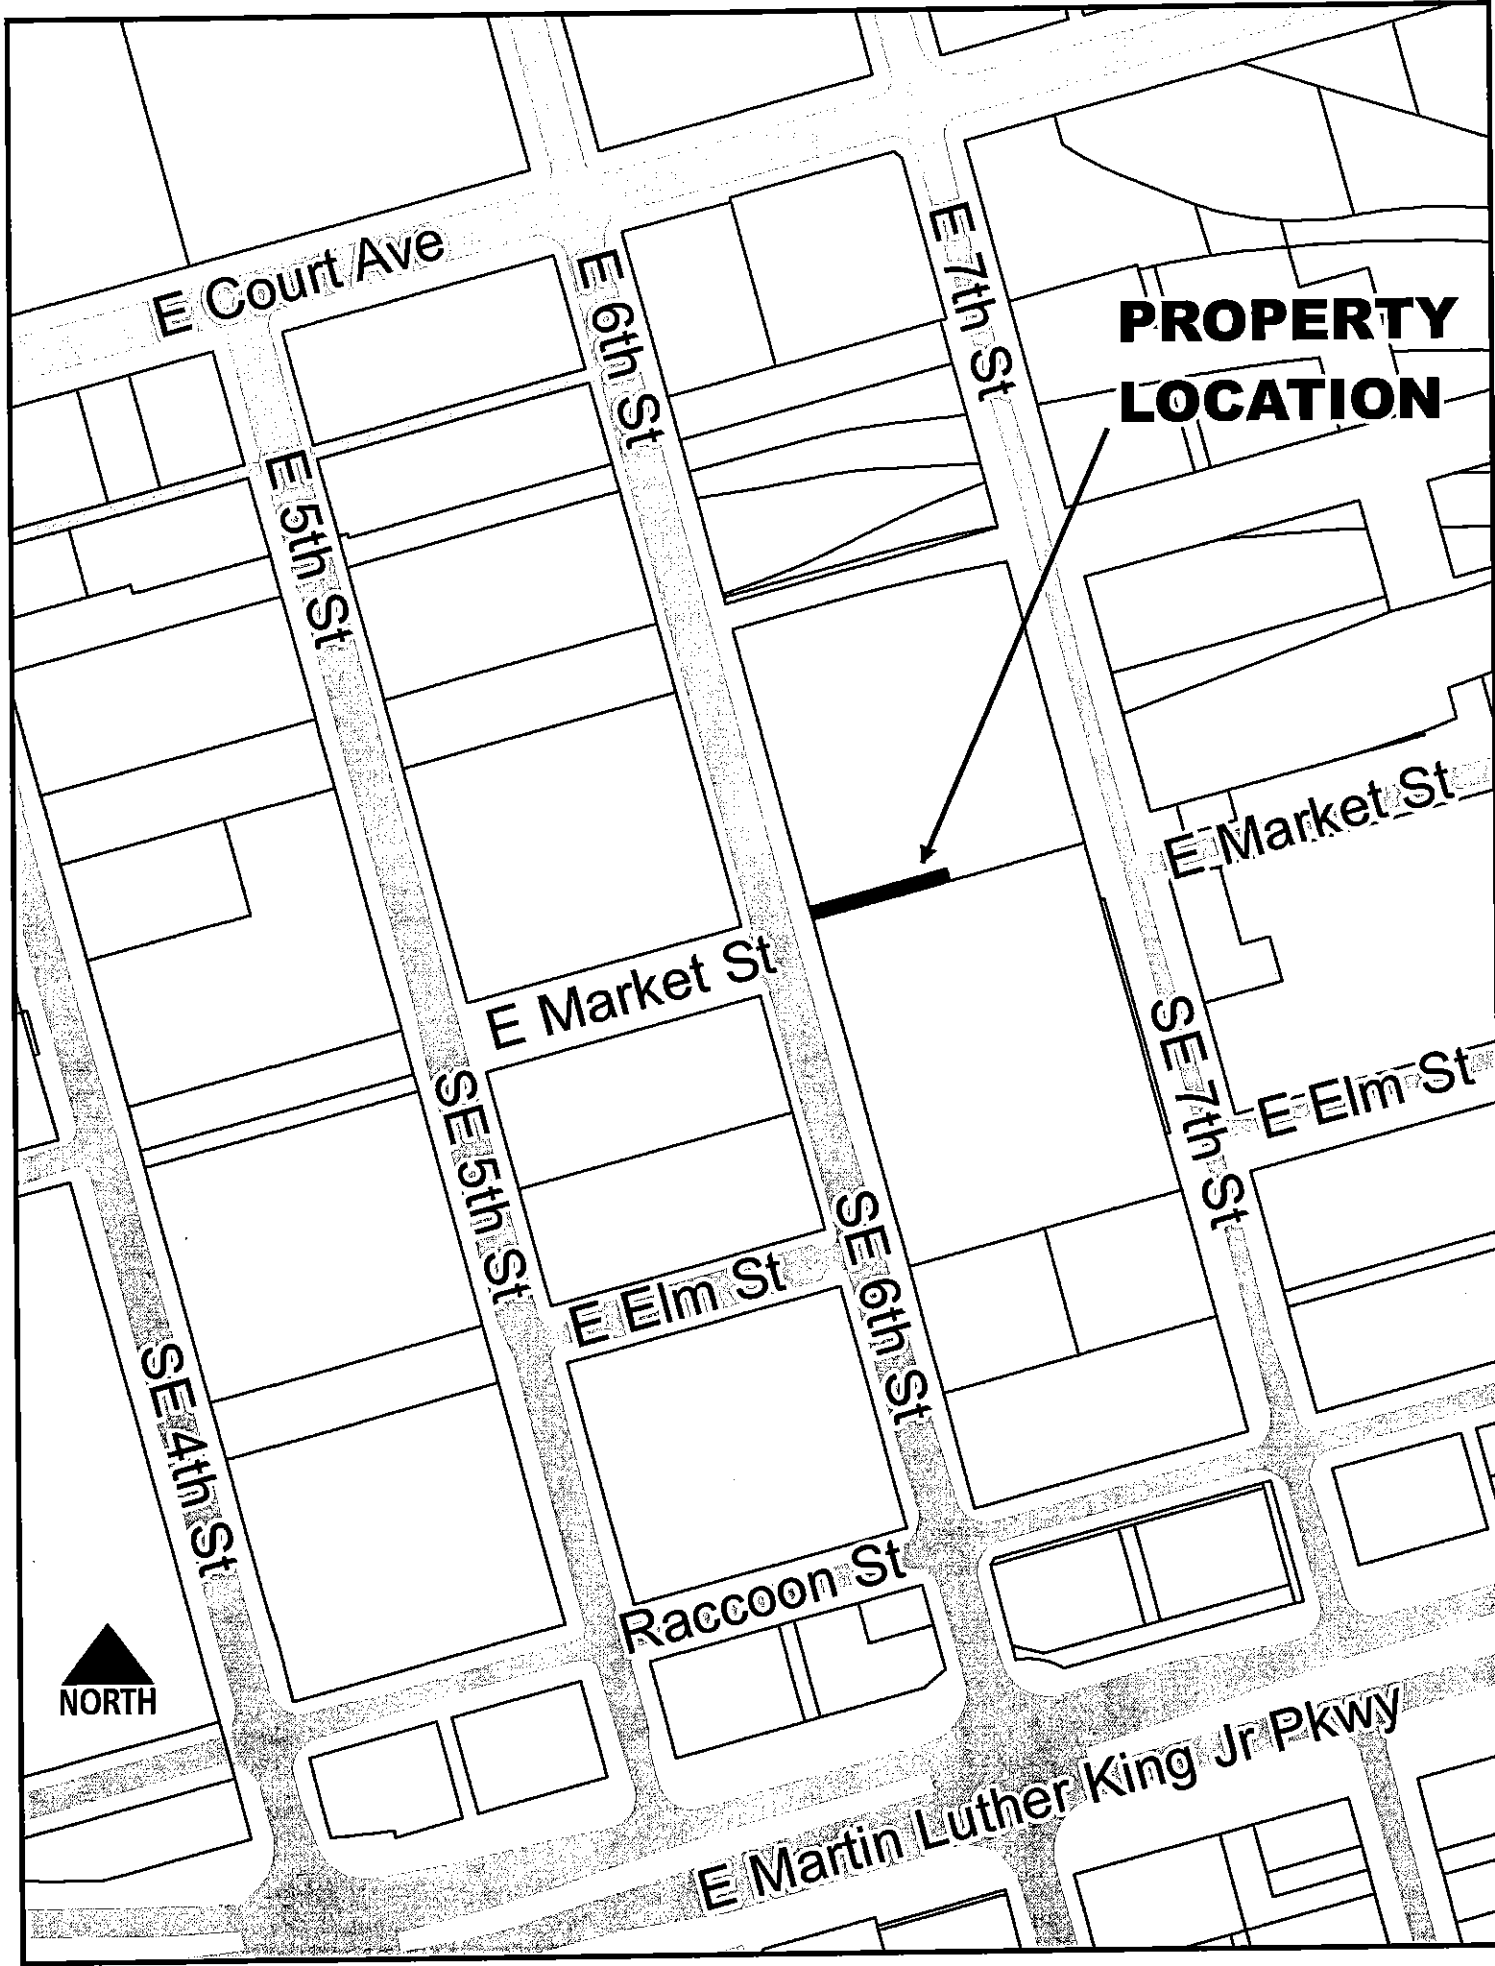 E Court Ave
E 6th St
E 7th St
PROPERTY
LOCATION
E 5th St
E Market St
E Market St
SE 5th St
SE 7th St
E Elm St
E Elm St
SE 6th St
SE 4th St
Raccoon St
NORTH
E Martin Luther King Jr Pkwy